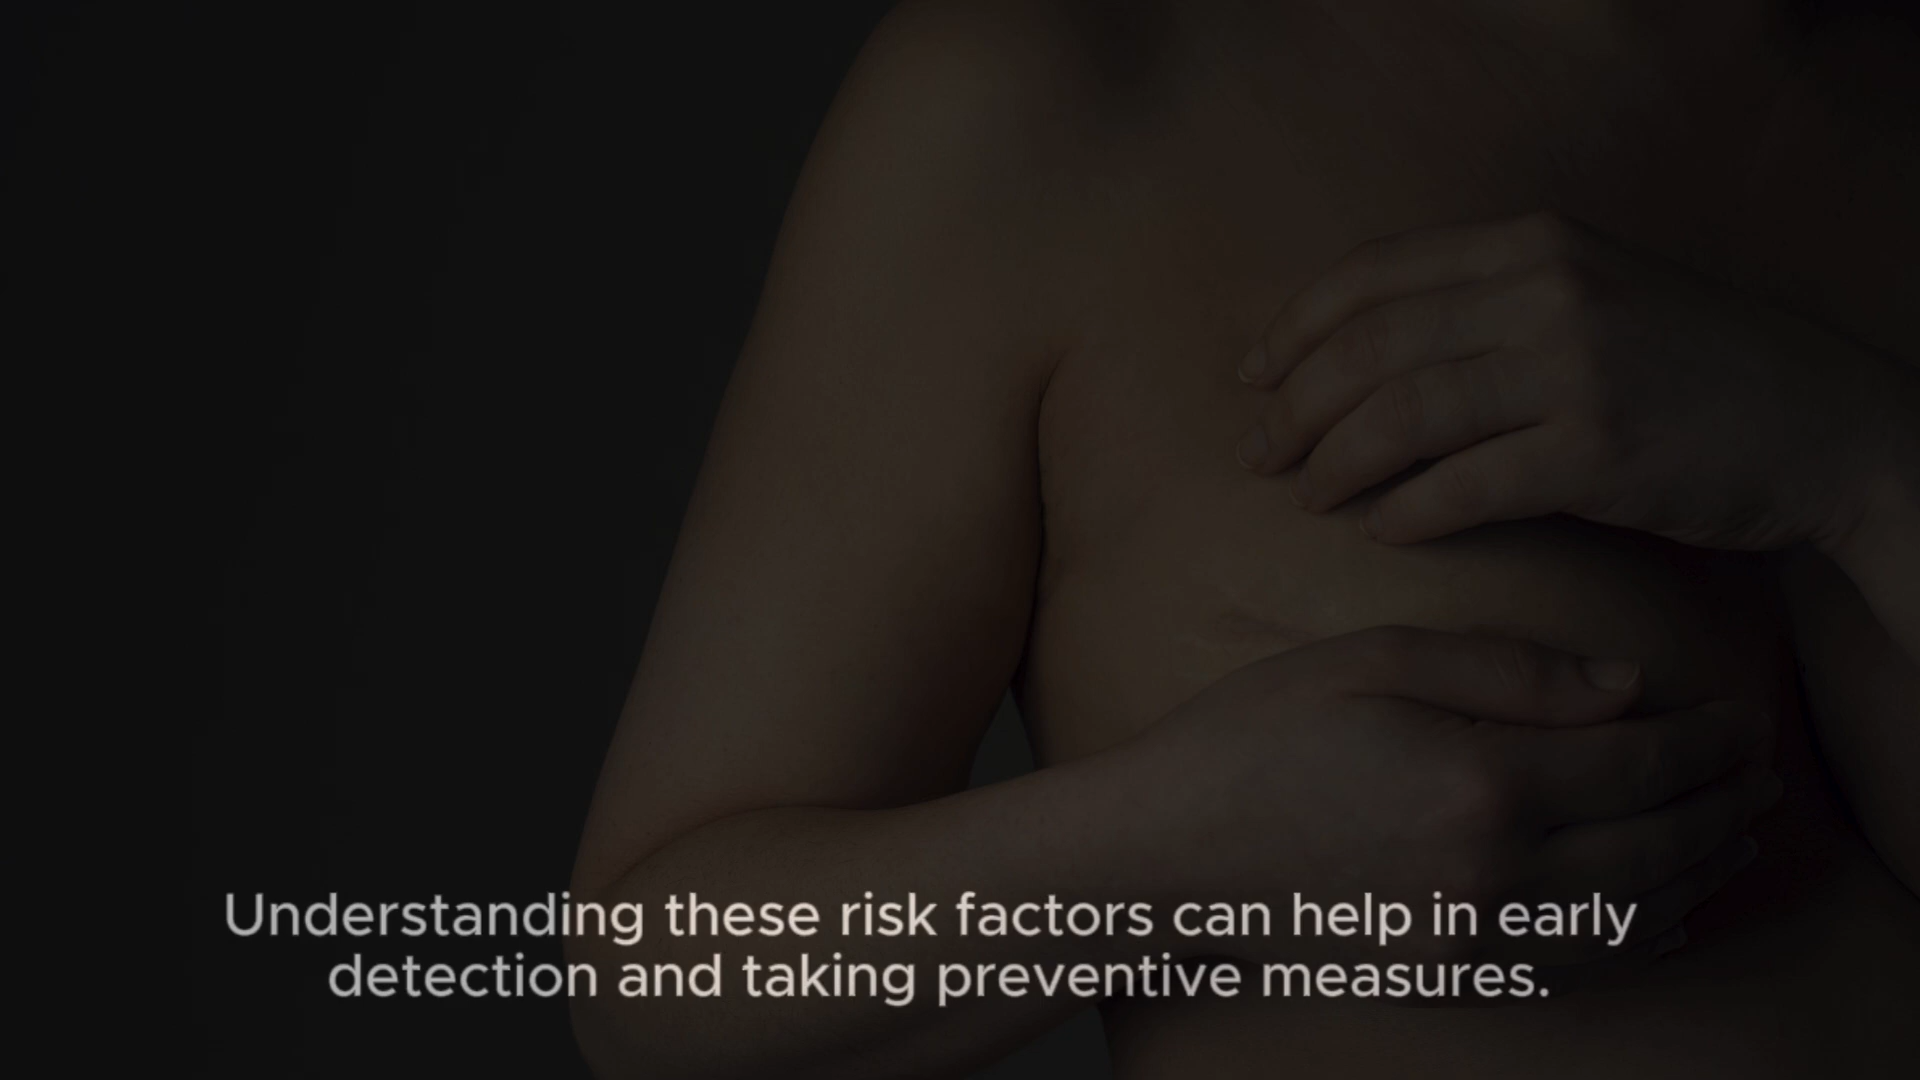 Understanding these risk factors can help in early
detection and taking preventive measures.